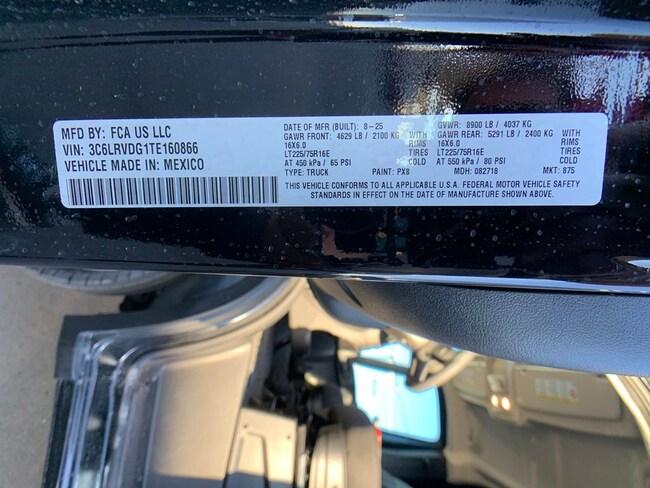 MFD BY: FCA US LLC
VIN: 3C6LRVDG1TE160866
VEHICLE MADE IN: MEXICO
DATE OF MFR (BUILT): 8-25 GVWR: 8900 LB / 4037 KG
GAWR FRONT: 4629 LB / 2100 KG WITH GAWR REAR: 5291 LB / 2400 KG WITH
16X6.0 RIMS 16X6.0 RIMS
LT225/75R16E TIRES LT225/75R16E TIRES
AT 450 kPa / 65 PSI COLD AT 550 kPa / 80 PSI COLD
TYPE: TRUCK PAINT: PX8 MDH: 082718 MKT: 875
THIS VEHICLE CONFORMS TO ALL APPLICABLE U.S.A. FEDERAL MOTOR VEHICLE SAFETY
STANDARDS IN EFFECT ON THE DATE OF MANUFACTURE SHOWN ABOVE.